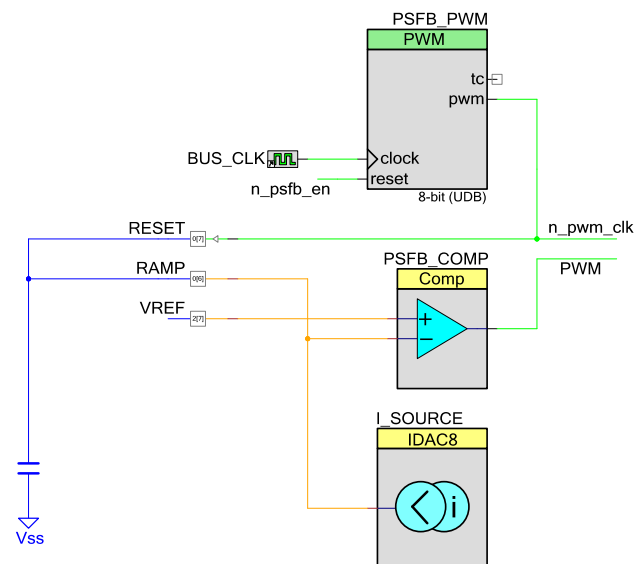 PSFB_PWM
PWM
tc
pwm
BUS_CLK
clock
n_psfb_en
reset
8-bit (UDB)
RESET
0[7]
n_pwm_clk
PSFB_COMP
RAMP
0[6]
Comp
PWM
VREF
2[7]
+
−
I_SOURCE
IDAC8
i
Vss